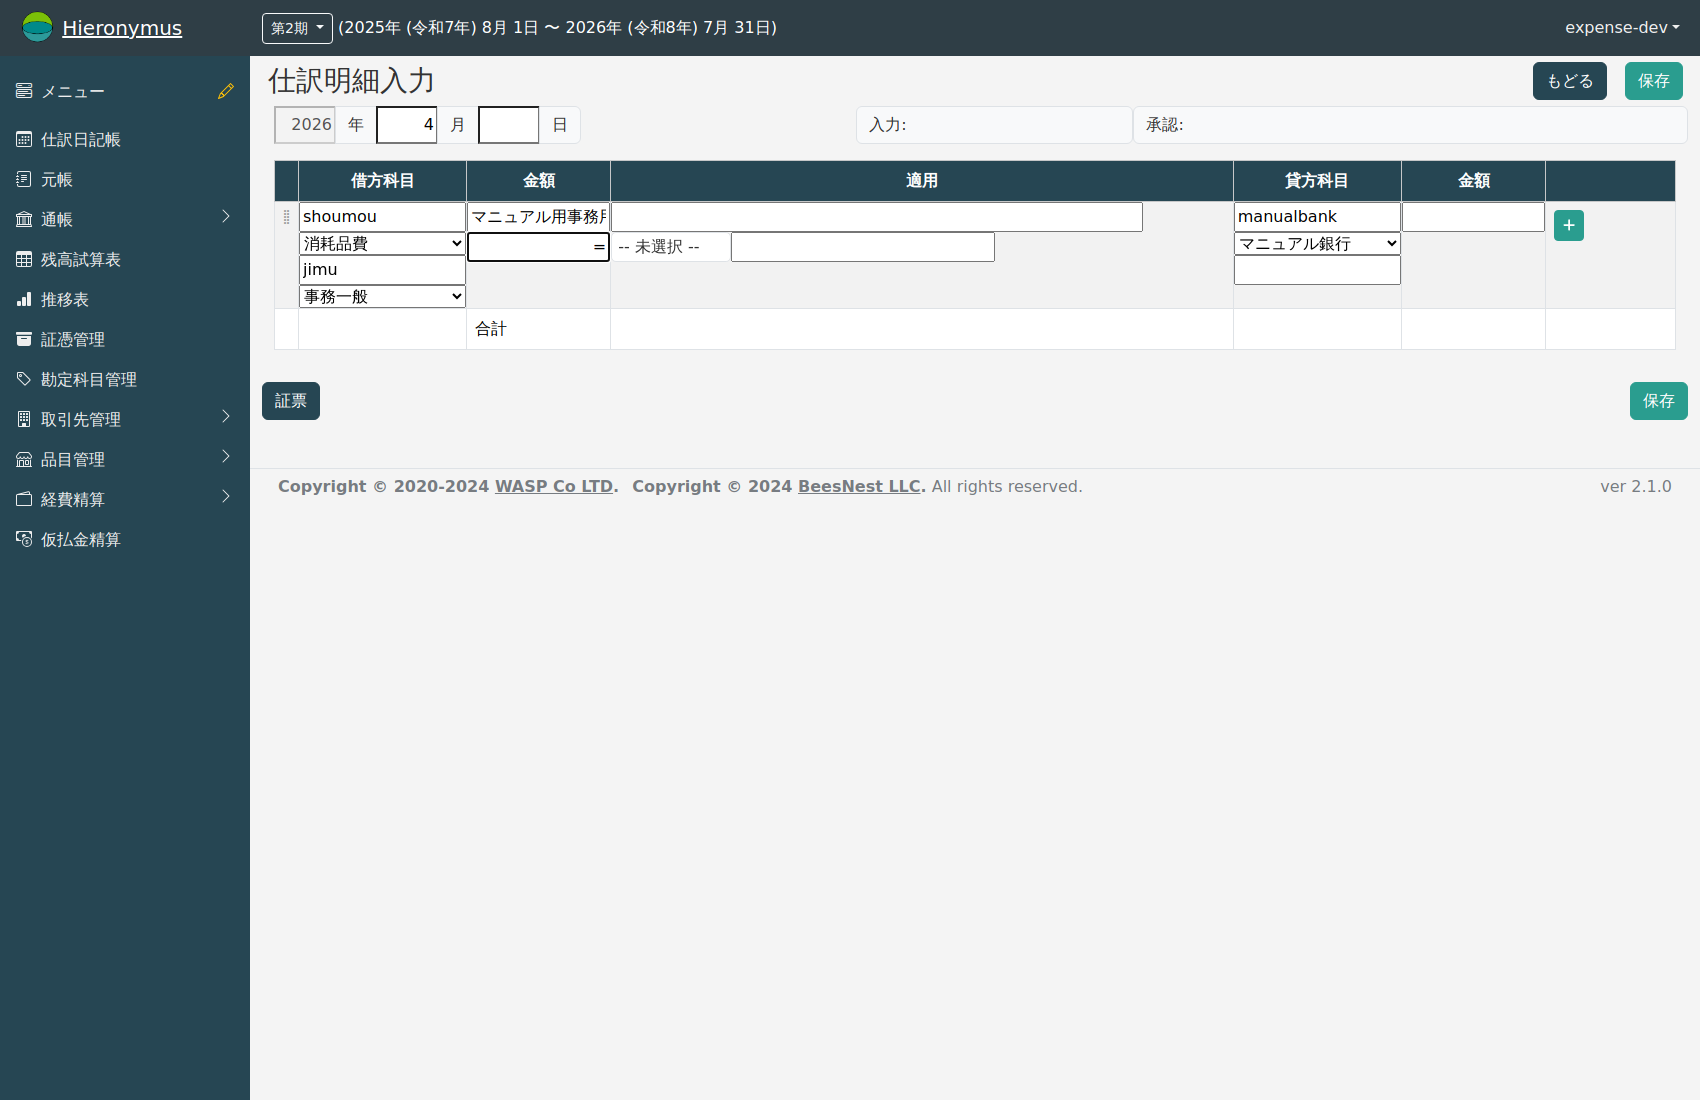 Hieronymus
第2期 (2025年 (令和7年) 8月 1日 〜 2026年 (令和8年) 7月 31日)
expense-dev
メニュー
仕訳日記帳
元帳
通帳
残高試算表
推移表
証憑管理
勘定科目管理
取引先管理
品目管理
経費精算
仮払金精算
仕訳明細入力
もどる
保存
2026 年 4 月 日
入力:
承認:
借方科目 金額 適用 貸方科目 金額
shoumou マニュアル用事務 manualbank
消耗品費 = -- 未選択 -- マニュアル銀行
jimu
事務一般
合計
証票
保存
Copyright © 2020-2024 WASP Co LTD. Copyright © 2024 BeesNest LLC. All rights reserved.
ver 2.1.0